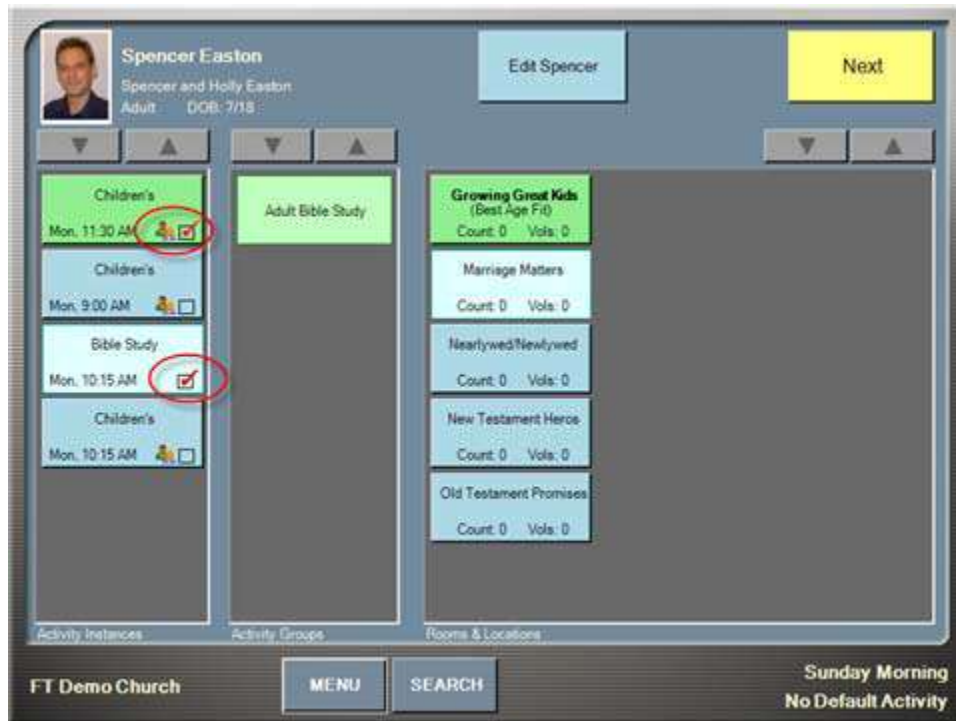 Spencer Easton
Spencer and Holly Easton
Adult DOB: 7/18
Edit Spencer
Next
Children's
Mon, 11:30 AM
Children's
Mon, 9:00 AM
Bible Study
Mon, 10:15 AM
Children's
Mon, 10:15 AM
Activity Instances
Adult Bible Study
Activity Groups
Growing Great Kids
(Best Age Fit)
Count: 0 Vols: 0
Marriage Matters
Count: 0 Vols: 0
Nearlywed/Newlywed
Count: 0 Vols: 0
New Testament Heros
Count: 0 Vols: 0
Old Testament Promises
Count: 0 Vols: 0
Rooms & Locations
FT Demo Church
MENU
SEARCH
Sunday Morning
No Default Activity